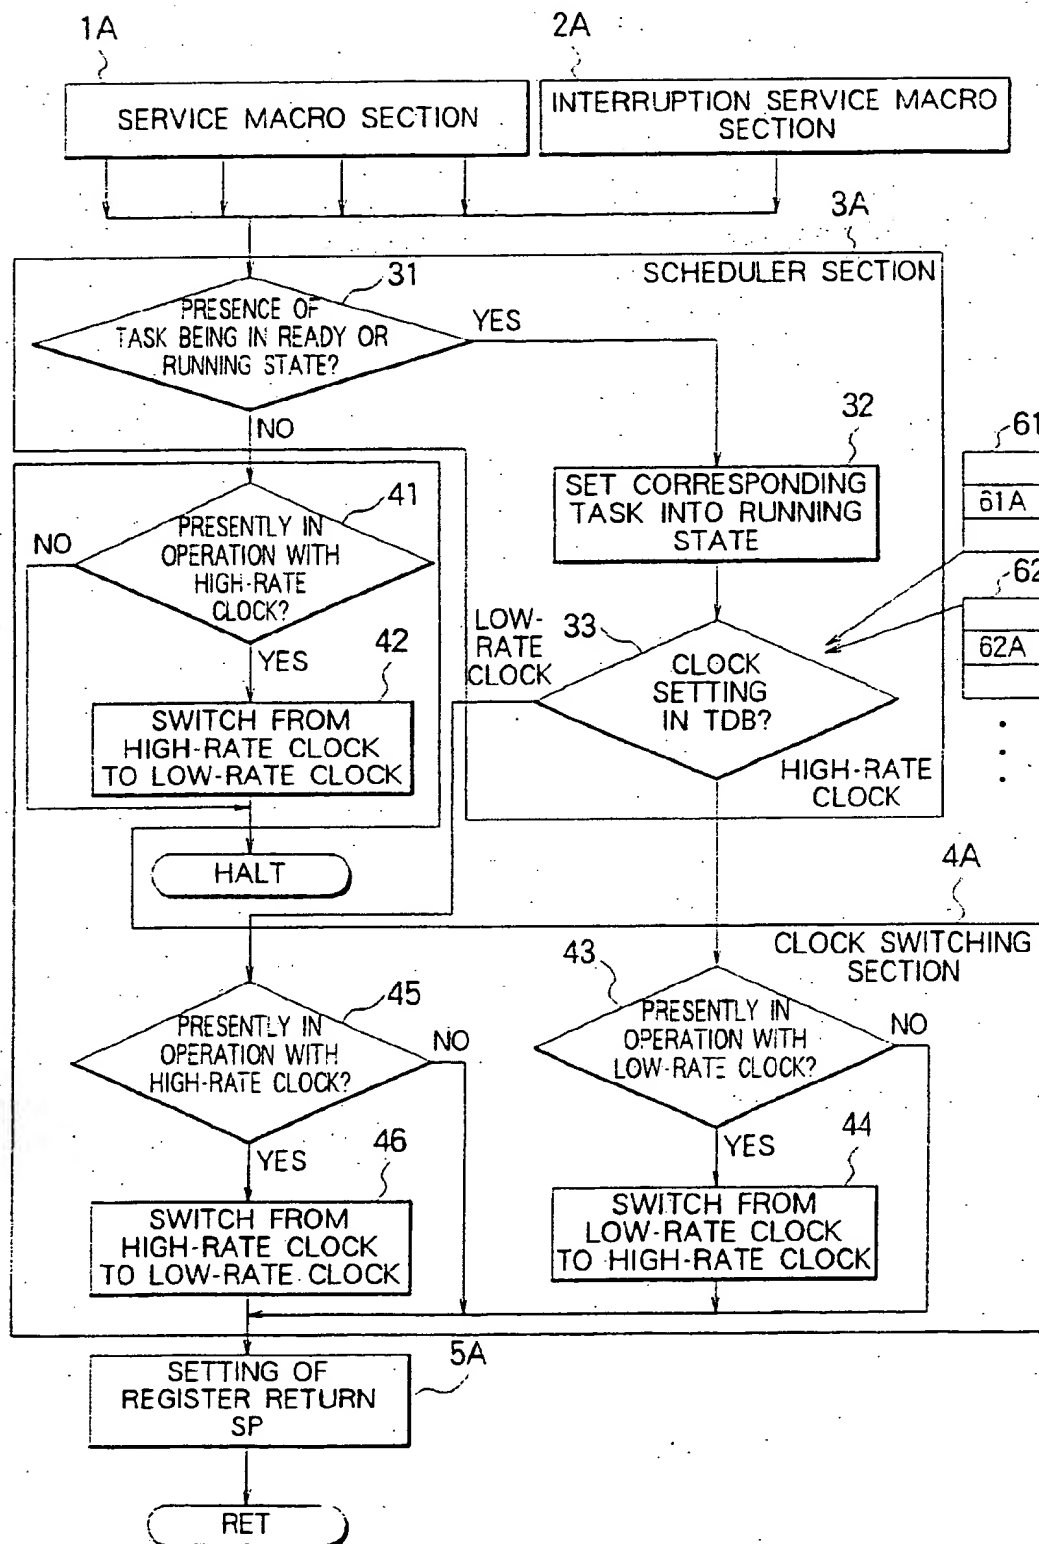 1A
2A
SERVICE MACRO SECTION
INTERRUPTION SERVICE MACRO
SECTION
3A
SCHEDULER SECTION
31
PRESENCE OF
TASK BEING IN READY OR
RUNNING STATE?
YES
NO
32
SET CORRESPONDING
TASK INTO RUNNING
STATE
61
61A
62
62A
41
PRESENTLY IN
OPERATION WITH
HIGH-RATE
CLOCK?
NO
YES
42
SWITCH FROM
HIGH-RATE CLOCK
TO LOW-RATE CLOCK
LOW-
RATE
CLOCK
33
CLOCK
SETTING
IN TDB?
HIGH-RATE
CLOCK
HALT
4A
CLOCK SWITCHING
SECTION
45
PRESENTLY IN
OPERATION WITH
HIGH-RATE CLOCK?
NO
YES
43
PRESENTLY IN
OPERATION WITH
LOW-RATE CLOCK?
NO
YES
46
SWITCH FROM
HIGH-RATE CLOCK
TO LOW-RATE CLOCK
44
SWITCH FROM
LOW-RATE CLOCK
TO HIGH-RATE CLOCK
5A
SETTING OF
REGISTER RETURN
SP
RET